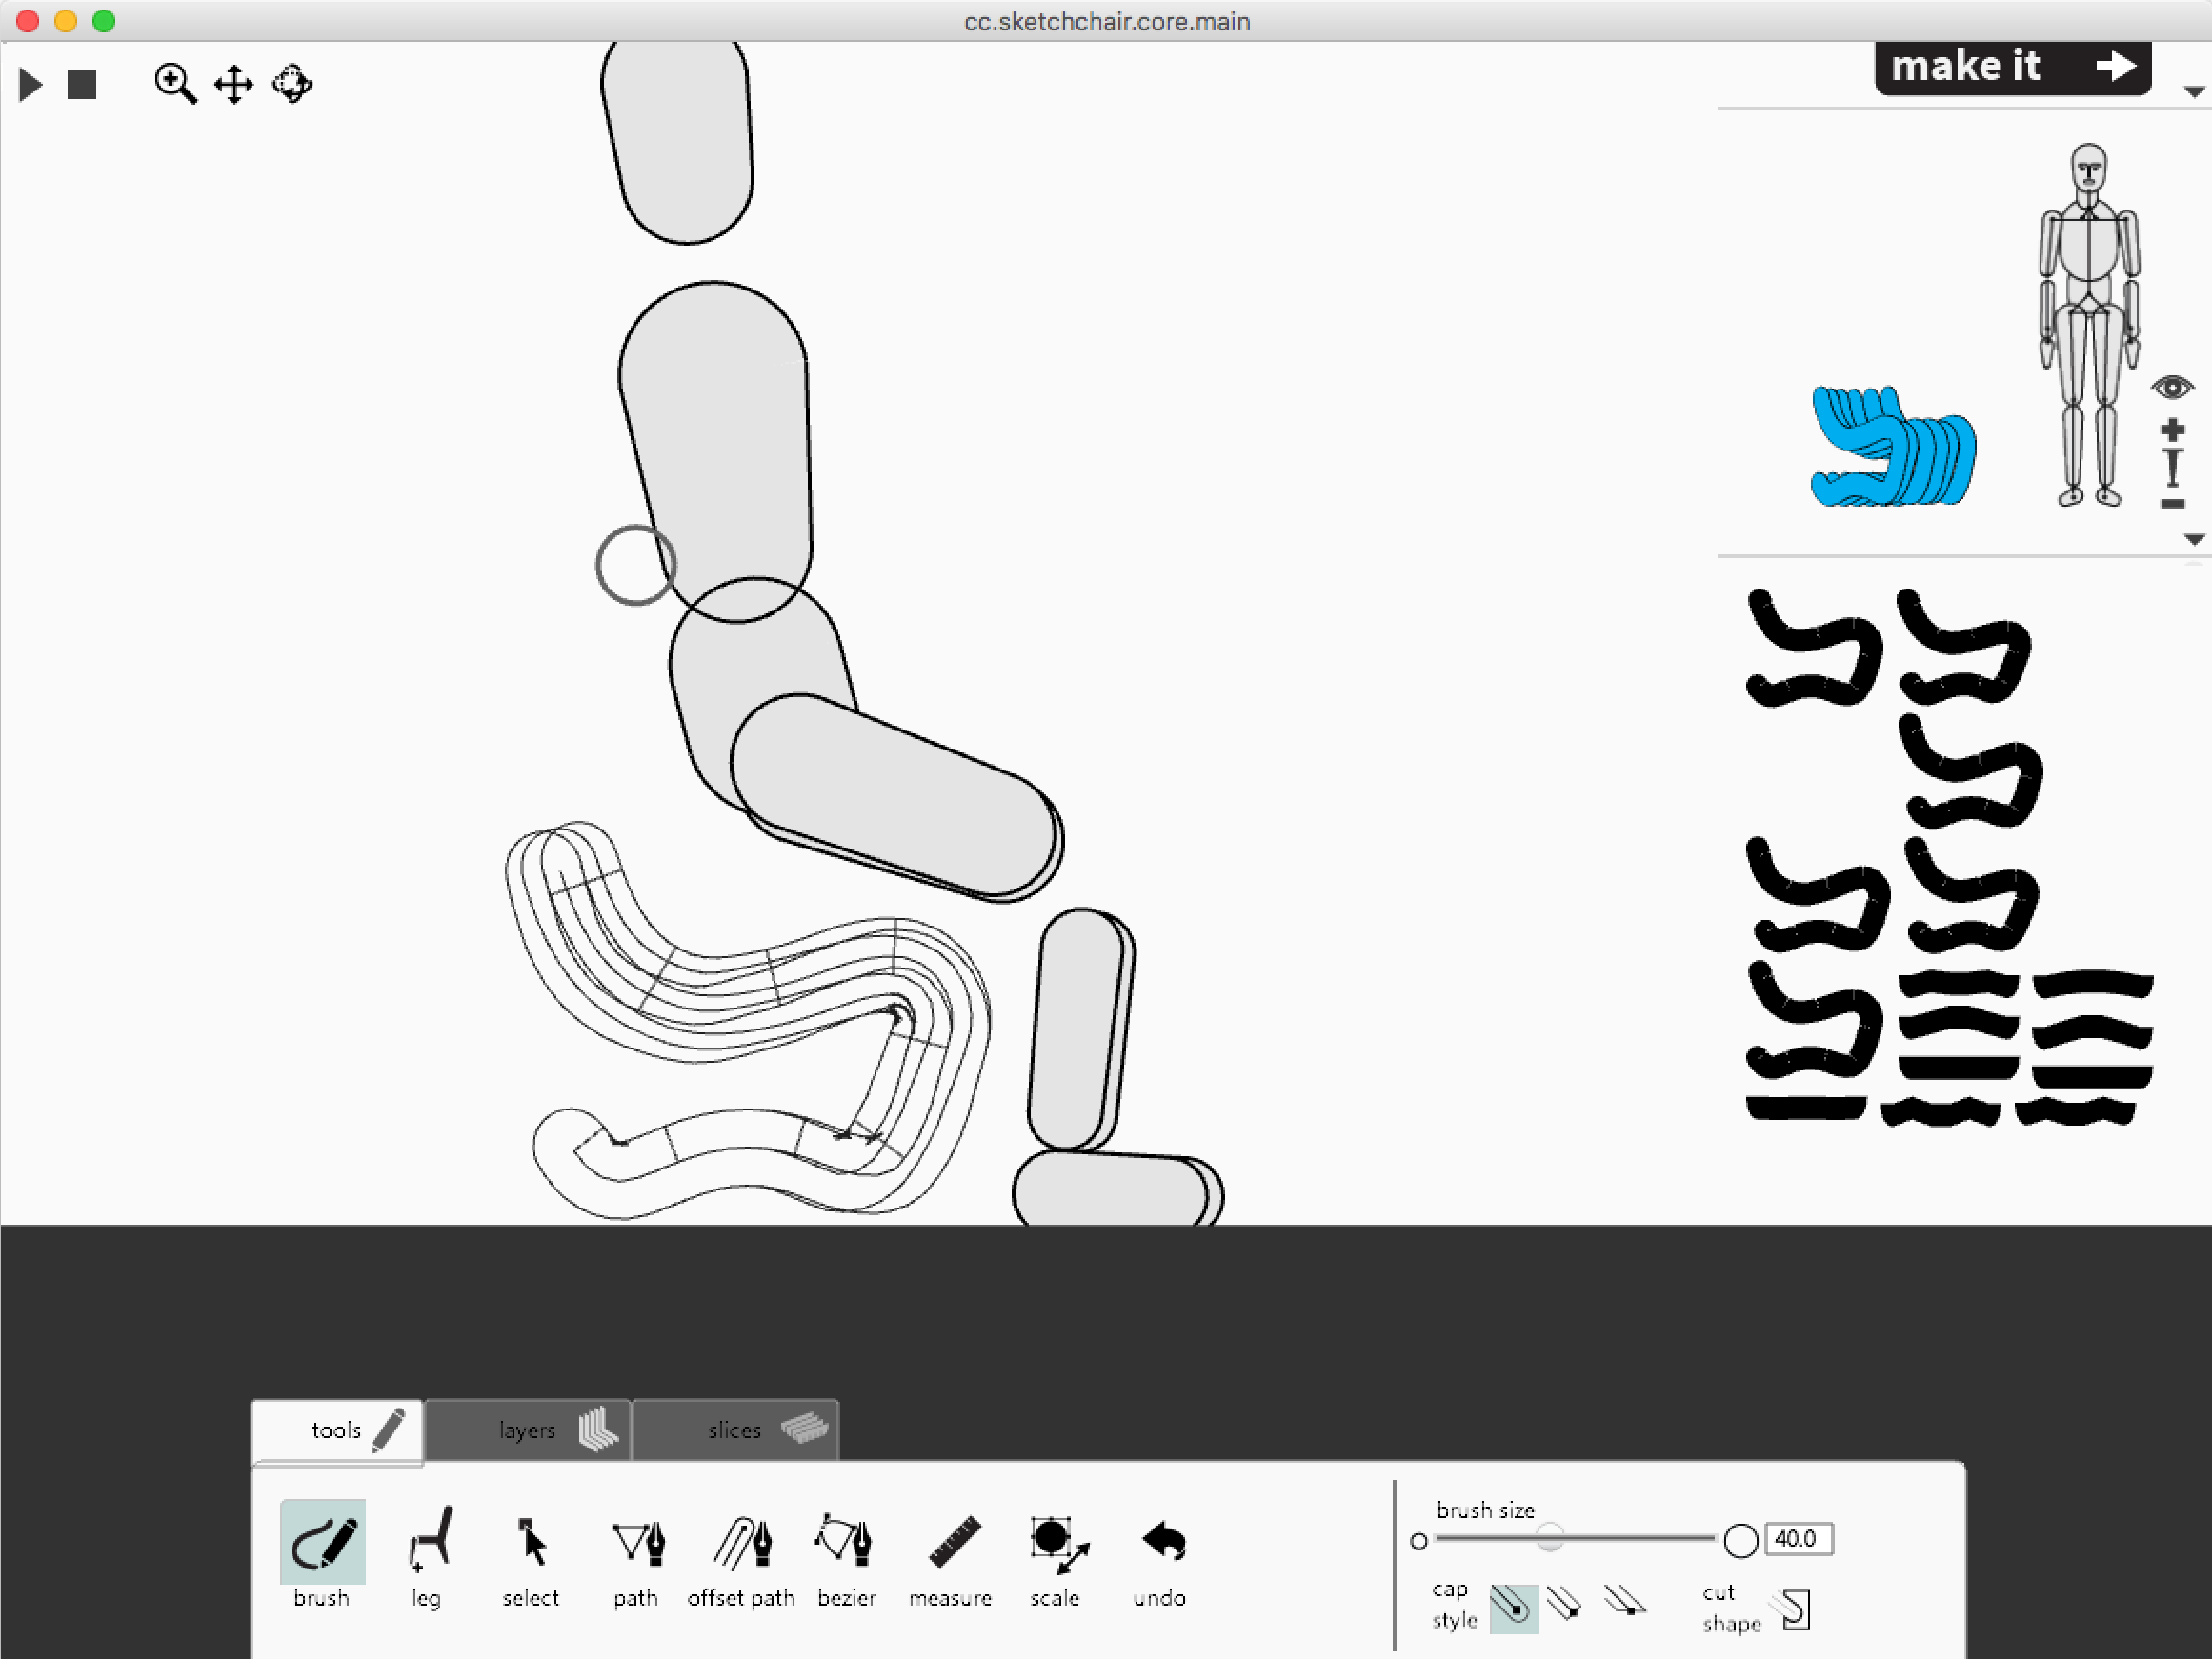 cc.sketchchair.core.main
make it
tools
layers
slices
brush
leg
select
path
offset path
bezier
measure
scale
undo
brush size
40.0
cap
style
cut
shape